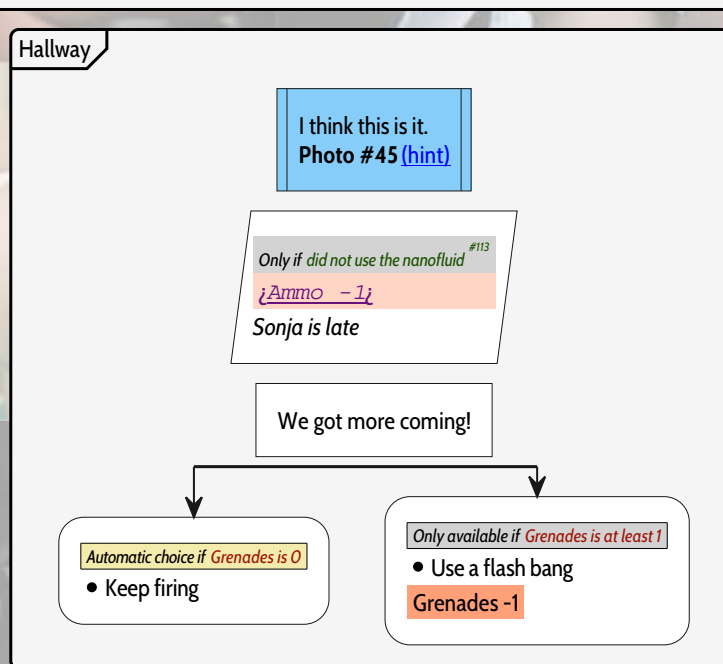 Hallway
I think this is it.
Photo #45 (hint)
Only if did not use the nanofluid #113
¿Ammo -1¿
Sonja is late
We got more coming!
Automatic choice if Grenades is 0
• Keep firing
Only available if Grenades is at least 1
• Use a flash bang
Grenades -1